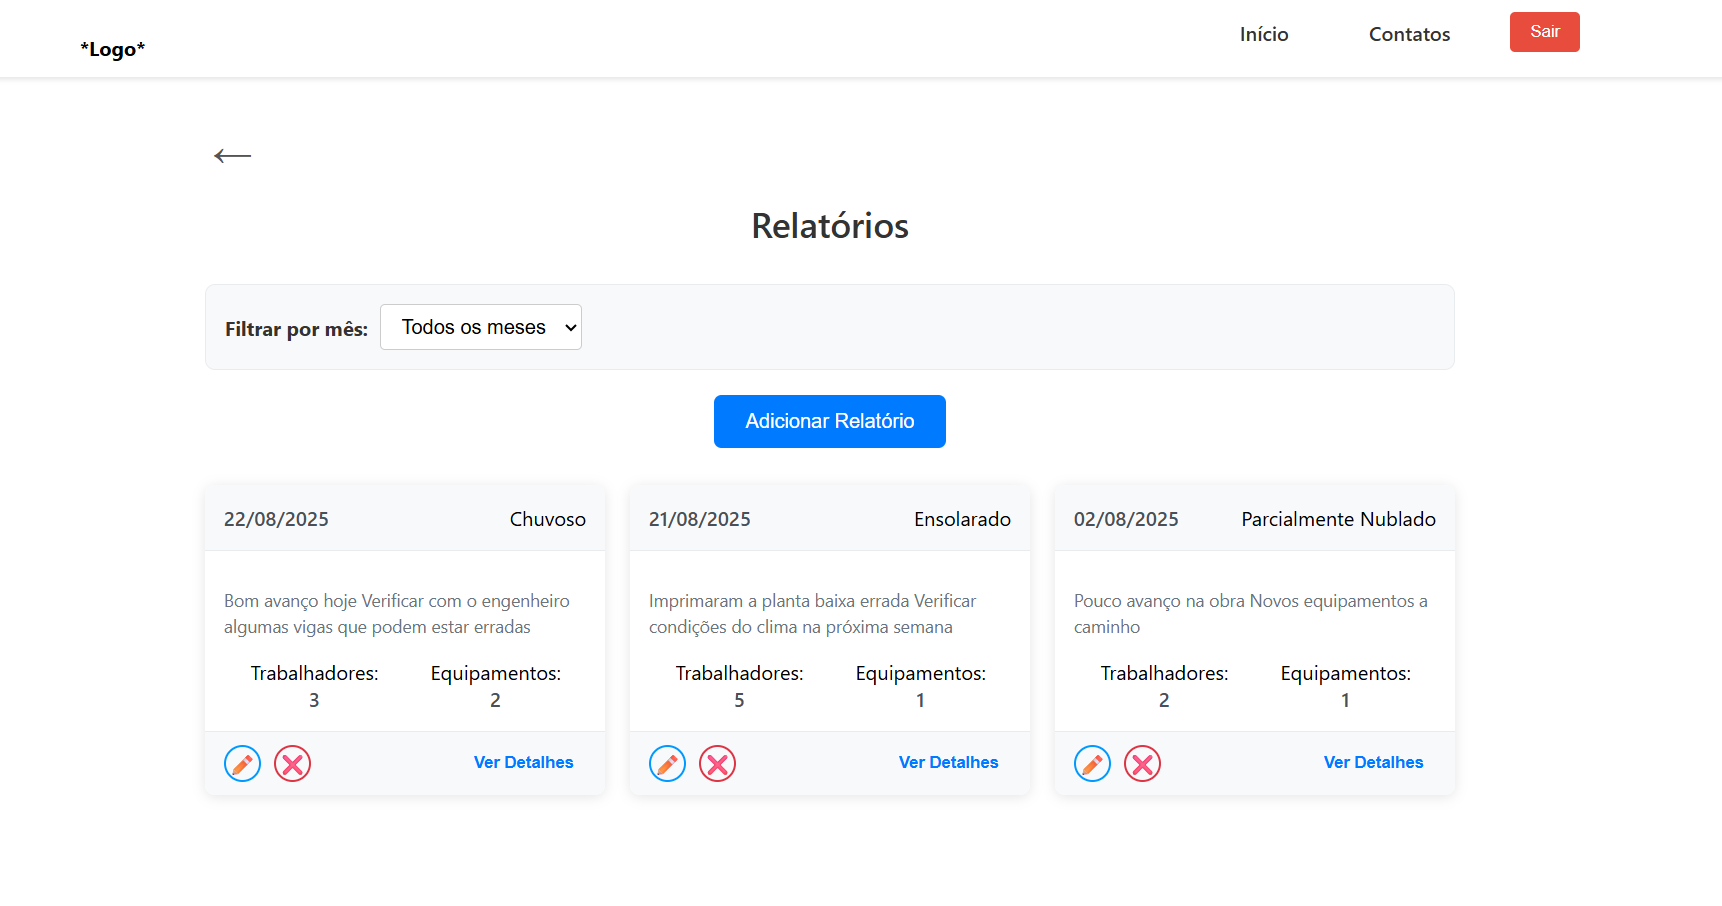 *Logo*
Início
Contatos
Sair
Relatórios
Filtrar por mês:
Todos os meses
Adicionar Relatório
22/08/2025
Chuvoso
Bom avanço hoje Verificar com o engenheiro
algumas vigas que podem estar erradas
Trabalhadores:
3
Equipamentos:
2
Ver Detalhes
21/08/2025
Ensolarado
Imprimaram a planta baixa errada Verificar
condições do clima na próxima semana
Trabalhadores:
5
Equipamentos:
1
Ver Detalhes
02/08/2025
Parcialmente Nublado
Pouco avanço na obra Novos equipamentos a
caminho
Trabalhadores:
2
Equipamentos:
1
Ver Detalhes